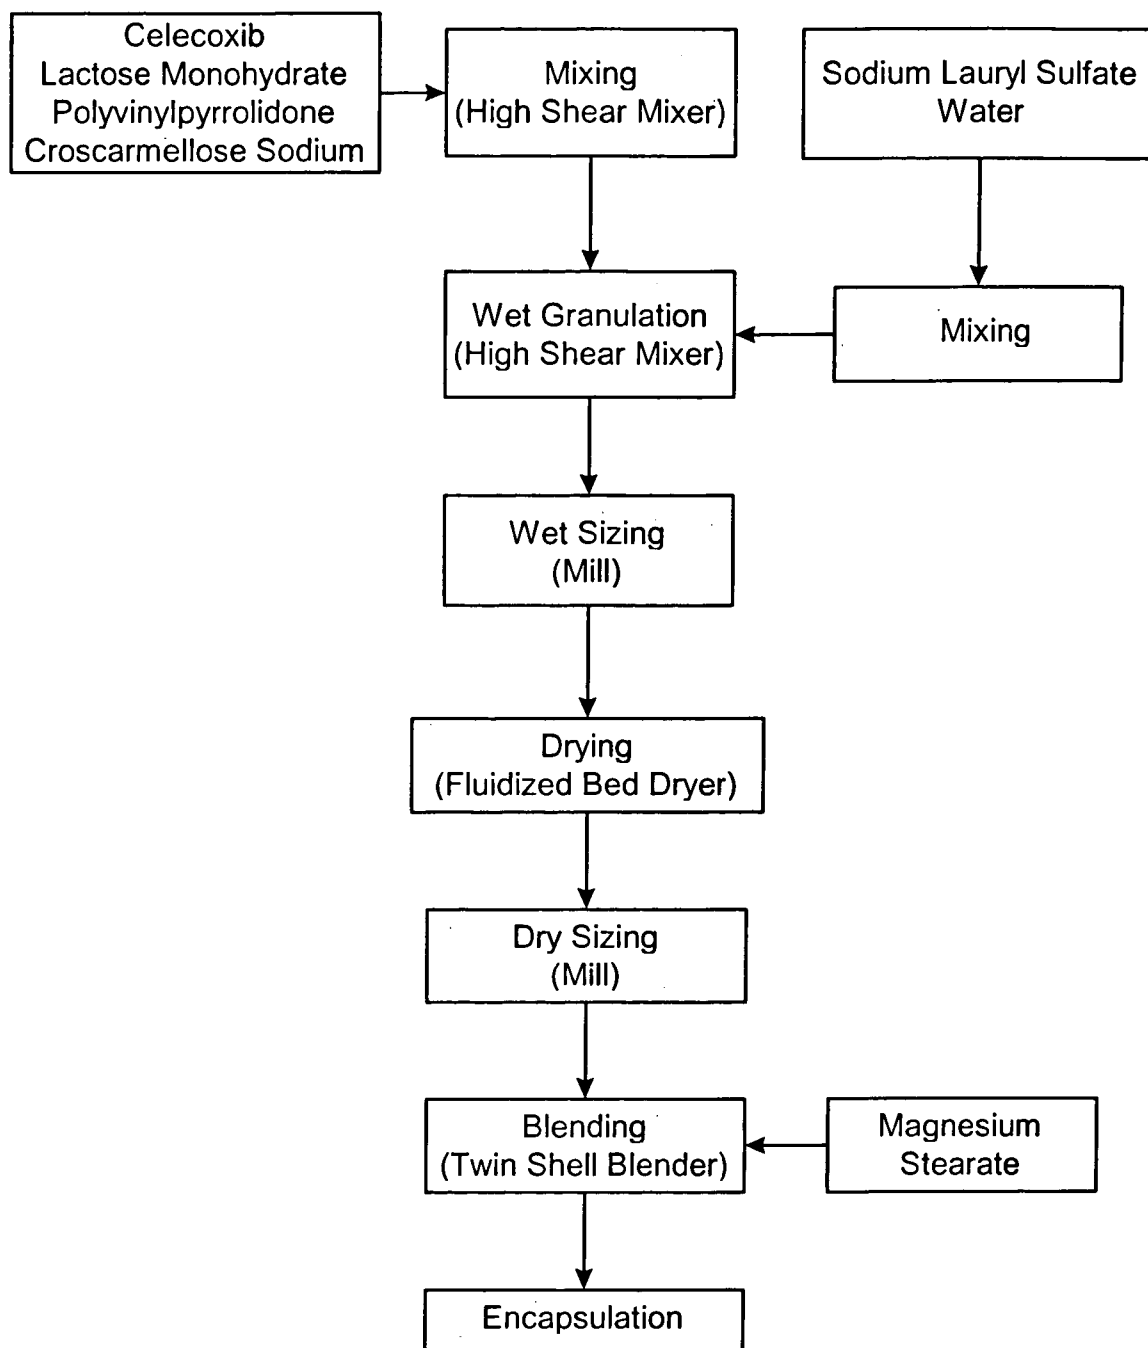 Celecoxib
Lactose Monohydrate
Polyvinylpyrrolidone
Croscarmellose Sodium
Mixing
(High Shear Mixer)
Sodium Lauryl Sulfate
Water
Wet Granulation
(High Shear Mixer)
Mixing
Wet Sizing
(Mill)
Drying
(Fluidized Bed Dryer)
Dry Sizing
(Mill)
Blending
(Twin Shell Blender)
Magnesium
Stearate
Encapsulation